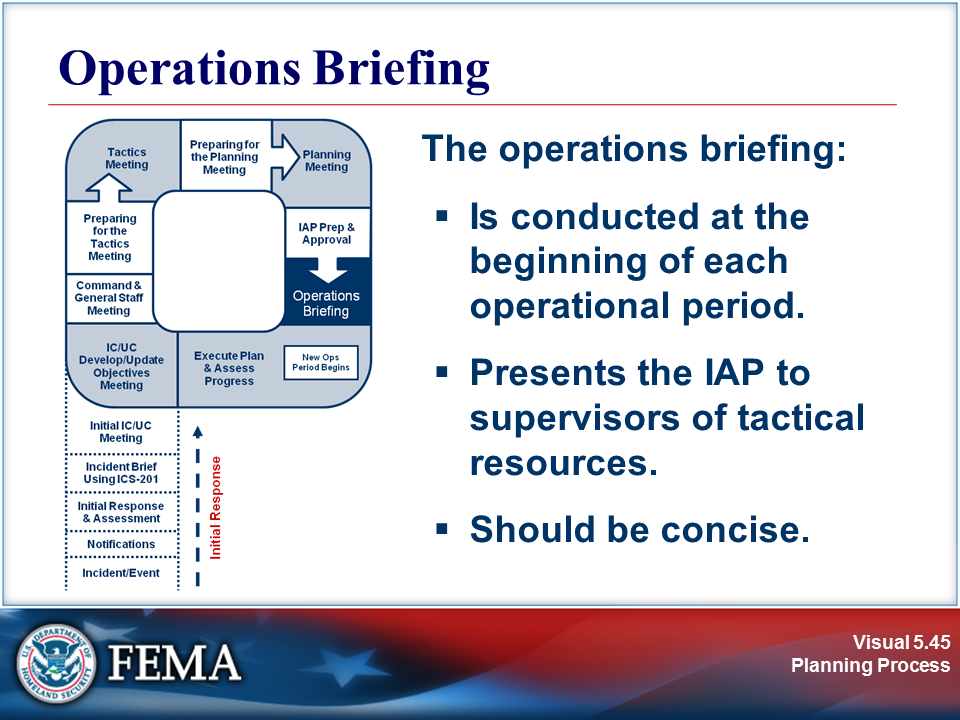 Operations Briefing
Tactics
Meeting
Preparing for
the Planning
Meeting
Planning
Meeting
Preparing
for the
Tactics
Meeting
IAP Prep &
Approval
Command &
General Staff
Meeting
Operations
Briefing
IC/UC
Develop/Update
Objectives
Meeting
Execute Plan
& Assess
Progress
New Ops
Period Begins
Initial IC/UC
Meeting
Incident Brief
Using ICS-201
Initial Response
& Assessment
Notifications
Incident/Event
Initial Response
The operations briefing:
▪ Is conducted at the
beginning of each
operational period.
▪ Presents the IAP to
supervisors of tactical
resources.
▪ Should be concise.
U.S. DEPARTMENT OF
HOMELAND SECURITY
FEMA
Visual 5.45
Planning Process